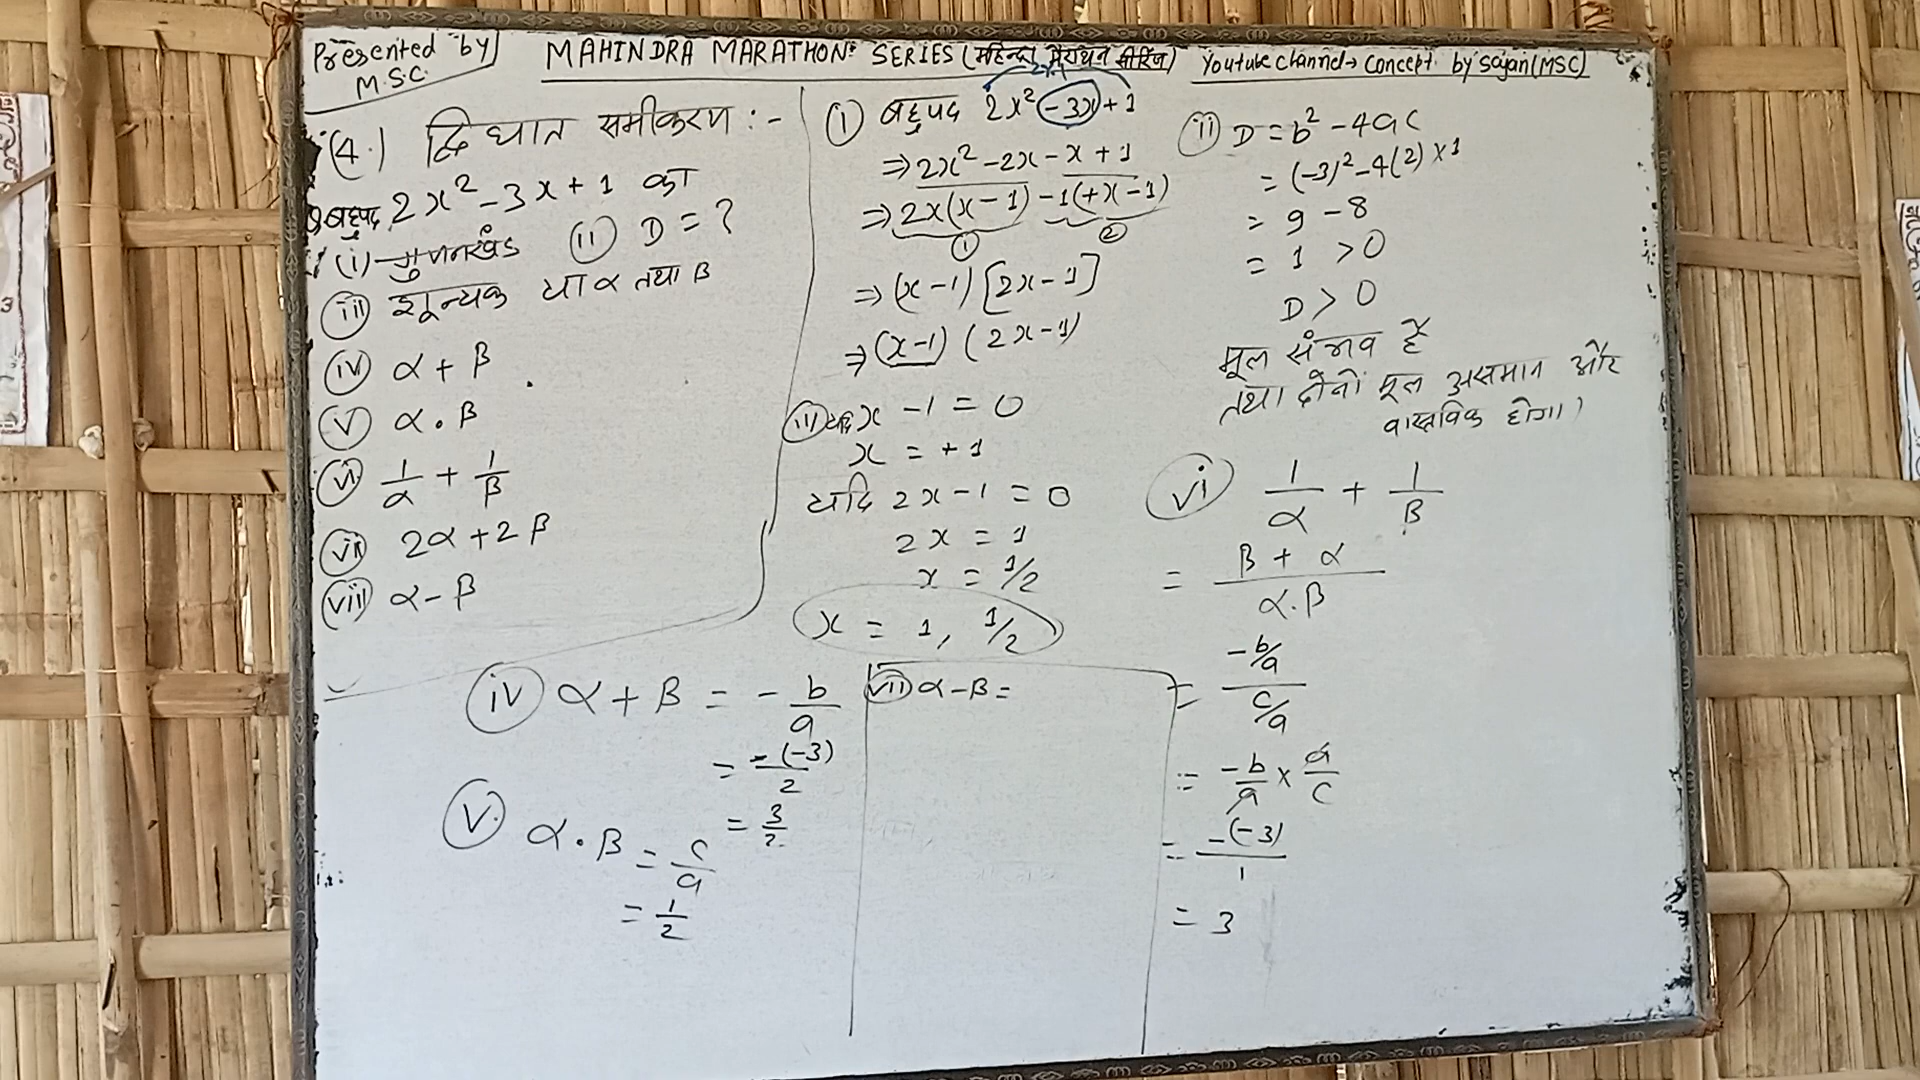 Presented by
M.S.C.
MAHINDRA MARATHON SERIES (महिन्द्रा मैराथन सीरिज) Youtube channel → Concept by sajan (MSC)
(4.) द्विघात समीकरण :-
बहुपद 2x² - 3x + 1 का
(i) गुणनखंड (ii) D = ?
(iii) शून्यक या α तथा β
(iv) α + β
(v) α . β
(vi) 1/α + 1/β
(vii) 2α + 2β
(viii) α - β
(i) बहुपद 2x² - 3x + 1
⇒ 2x² - 2x - x + 1
⇒ 2x(x - 1) - 1(+x - 1)
① ②
⇒ (x - 1) [2x - 1]
⇒ (x - 1) (2x - 1)
यदि x - 1 = 0
x = + 1
यदि 2x - 1 = 0
2x = 1
x = 1/2
x = 1, 1/2
(ii) D = b² - 4ac
= (-3)² - 4(2) × 1
= 9 - 8
= 1 > 0
D > 0
मूल संभव है
तथा दोनों मूल असमान और
वास्तविक होगा।
(iv) α + β = - b/a
= -(-3)/2
= 3/2
(v) α . β = c/a
= 1/2
(vi) 1/α + 1/β
= β + α / α.β
= -b/a / c/a
= -b/a × a/c
= -(-3)/1
= 3
(vii) α - β =